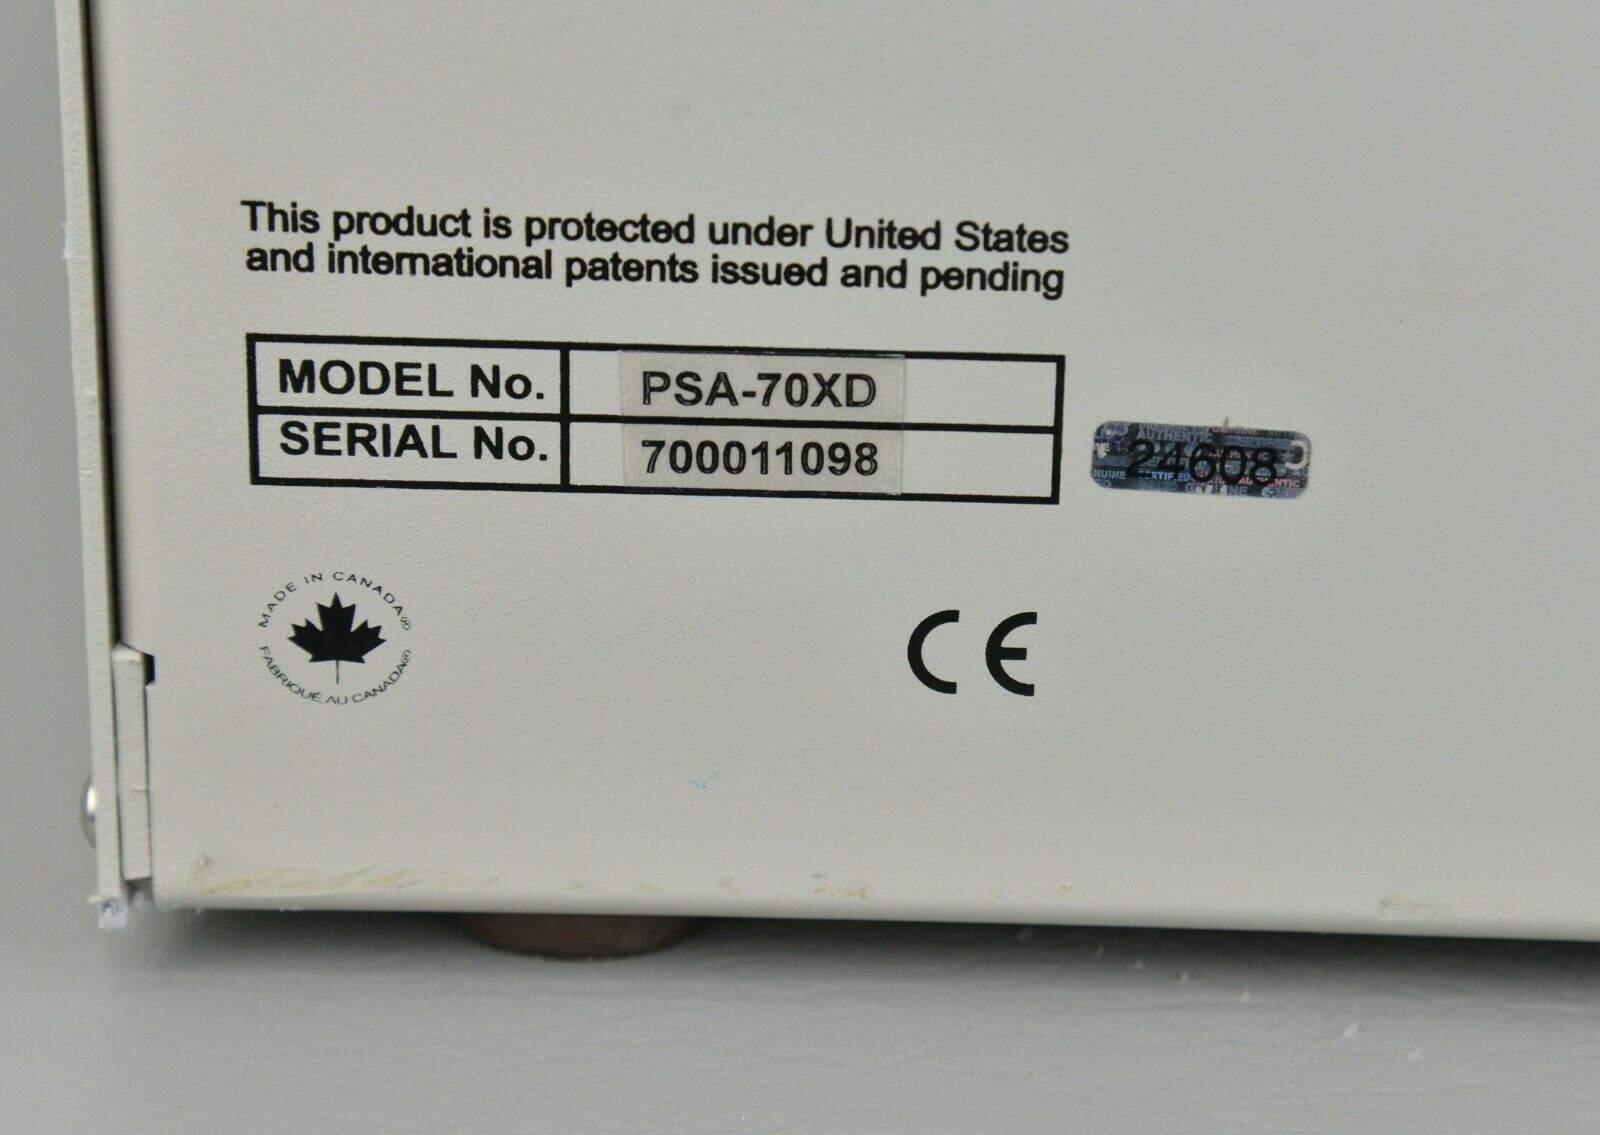 This product is protected under United States
and international patents issued and pending
MODEL No. PSA-70XD
SERIAL No. 700011098
AUTHENTIC
24608
MADE IN CANADA®
FABRIQUÉ AU CANADA®
CE